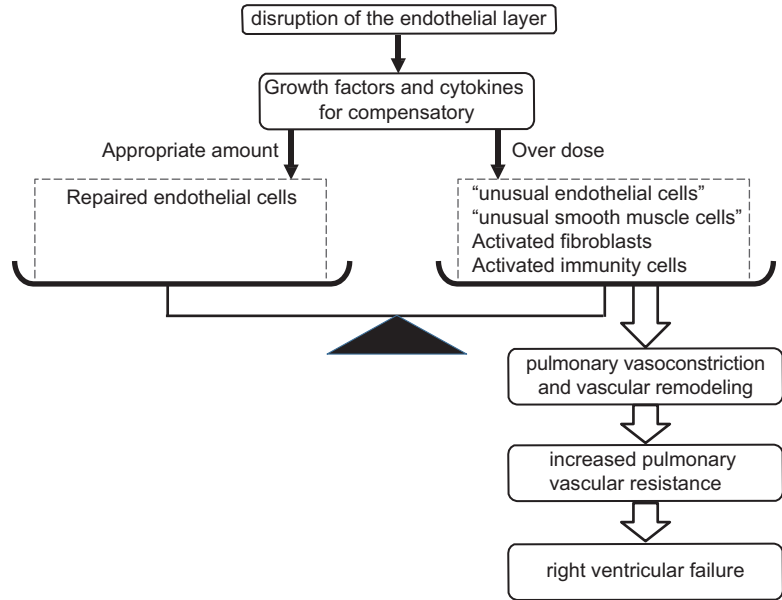 disruption of the endothelial layer
Growth factors and cytokines
for compensatory
Appropriate amount
Over dose
Repaired endothelial cells
“unusual endothelial cells”
“unusual smooth muscle cells”
Activated fibroblasts
Activated immunity cells
pulmonary vasoconstriction
and vascular remodeling
increased pulmonary
vascular resistance
right ventricular failure